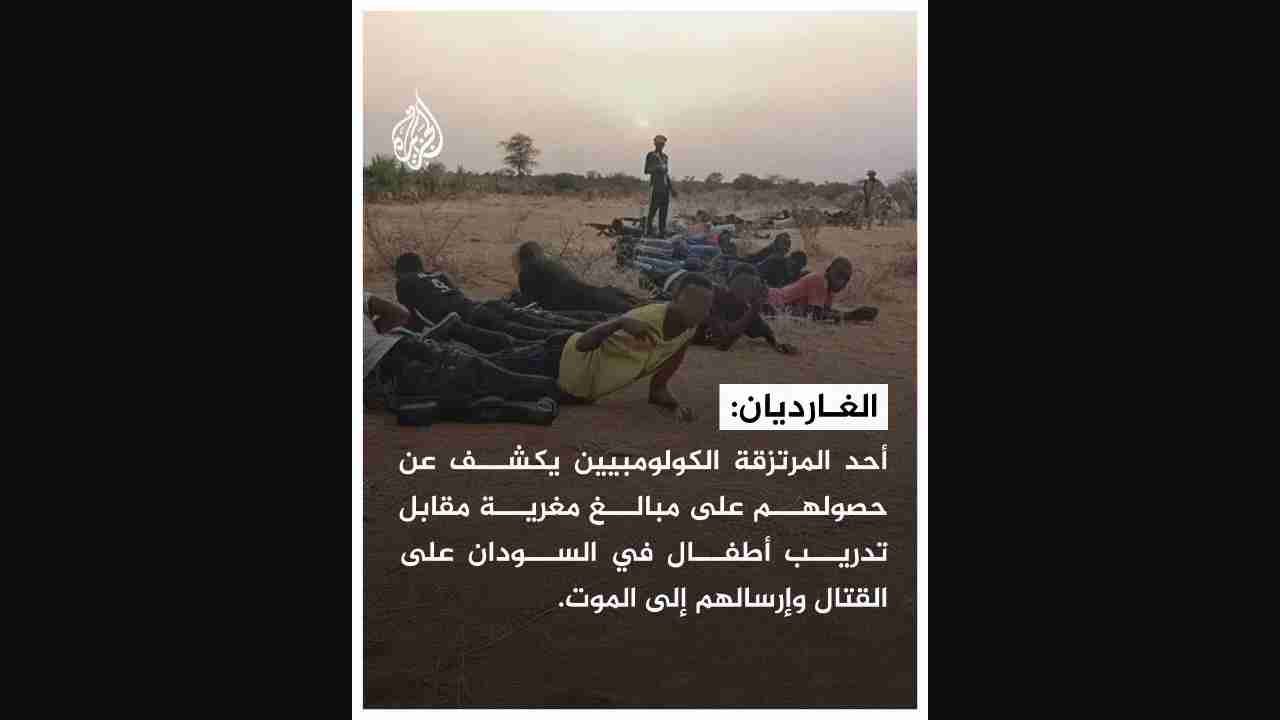 الجزيرة
الغارديان:
أحد المرتزقة الكولومبيين يكشف عن
حصولهم على مبالغ مغرية مقابل
تدريب أطفال في السودان على
القتال وإرسالهم إلى الموت.